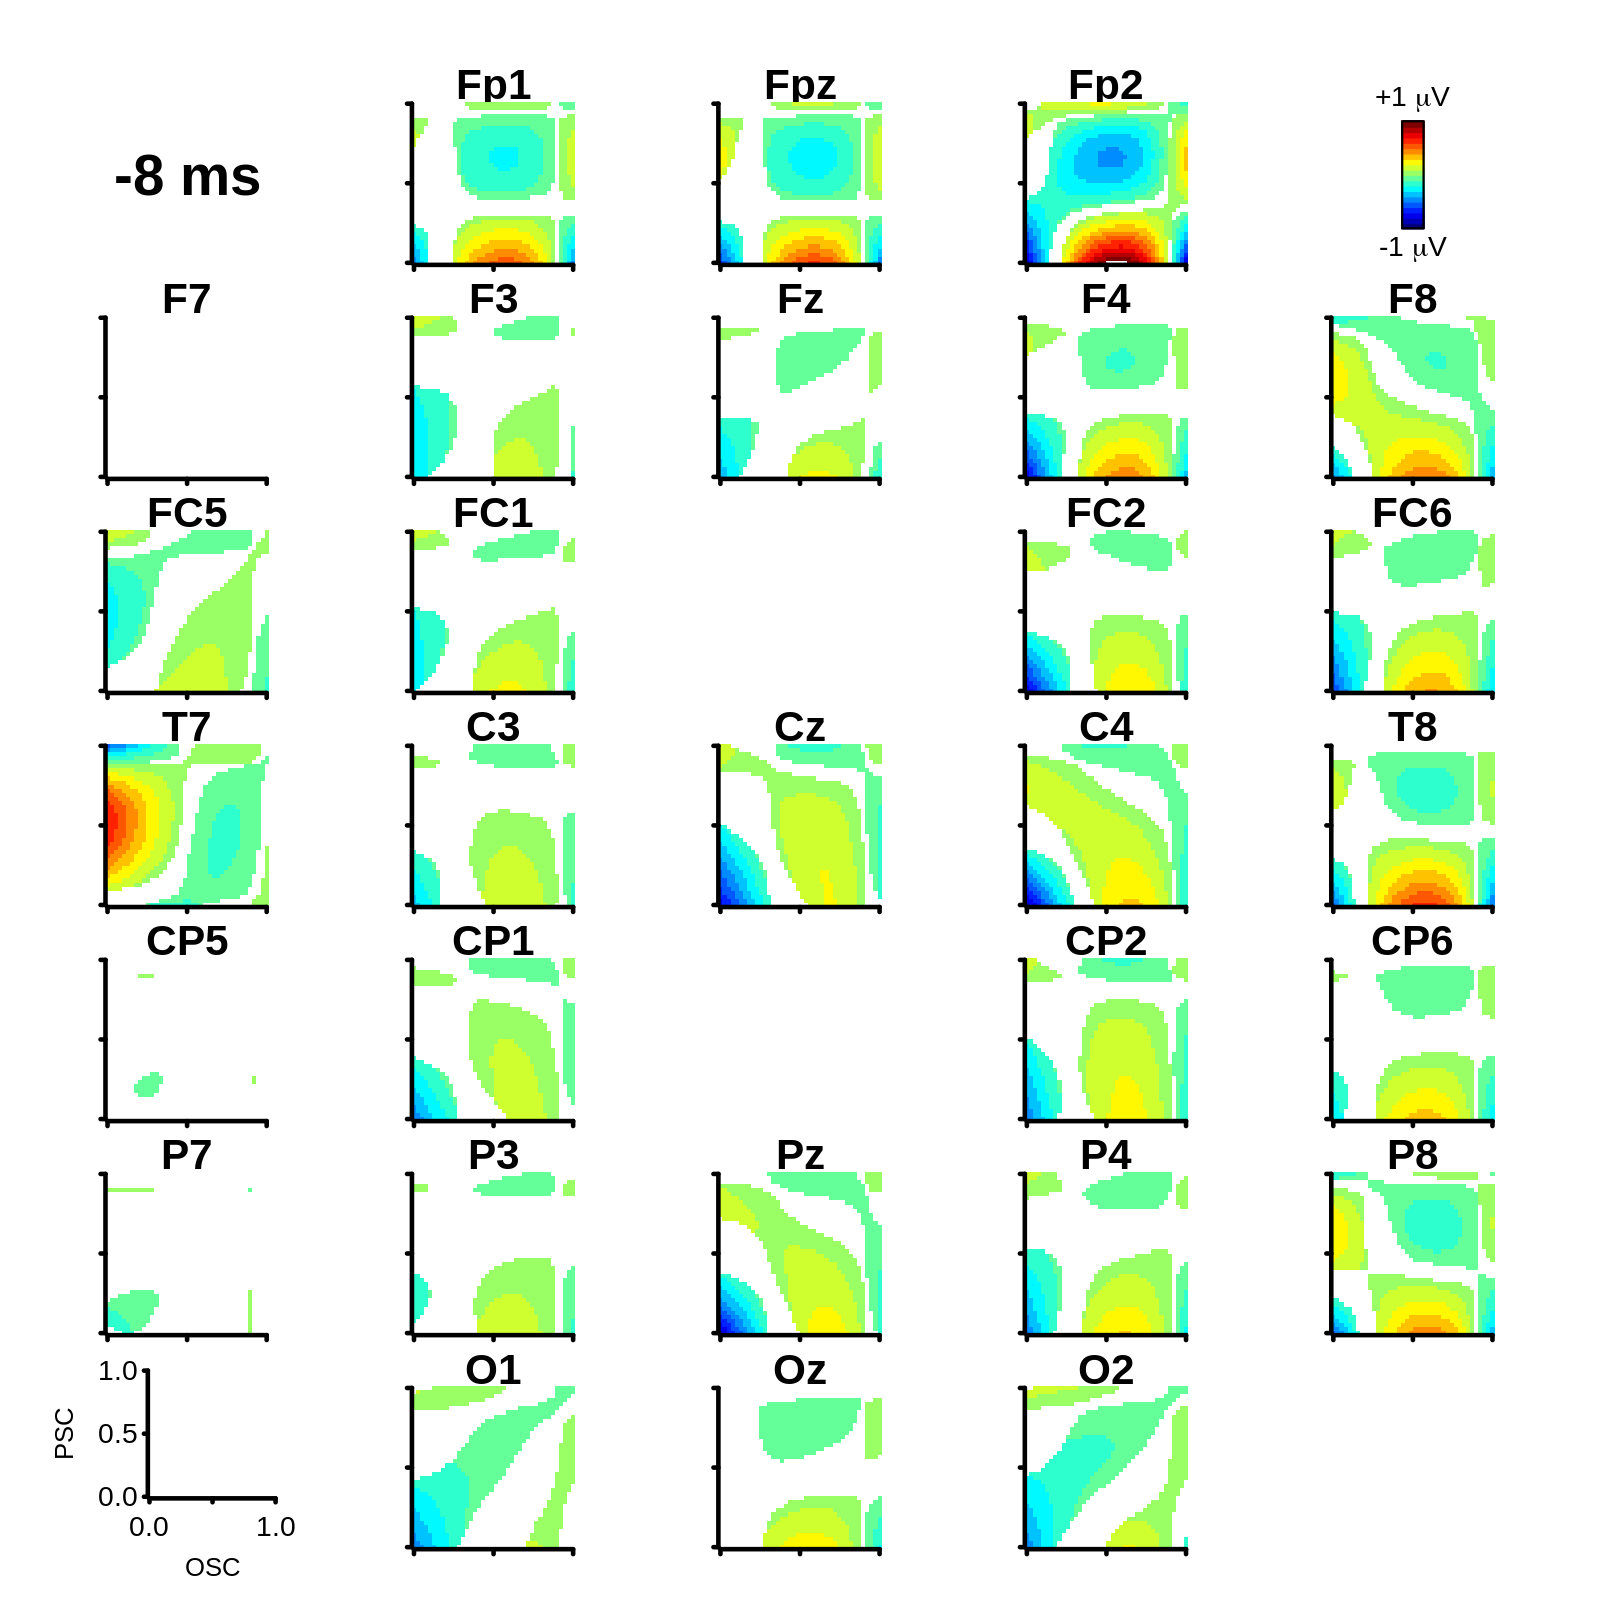 Fp1 Fpz Fp2
+1 μV
-8 ms
-1 μV
F7 F3 Fz F4 F8
FC5 FC1 FC2 FC6
T7 C3 Cz C4 T8
CP5 CP1 CP2 CP6
P7 P3 Pz P4 P8
O1 Oz O2
1.0
PSC
0.5
0.0
0.0 1.0
OSC